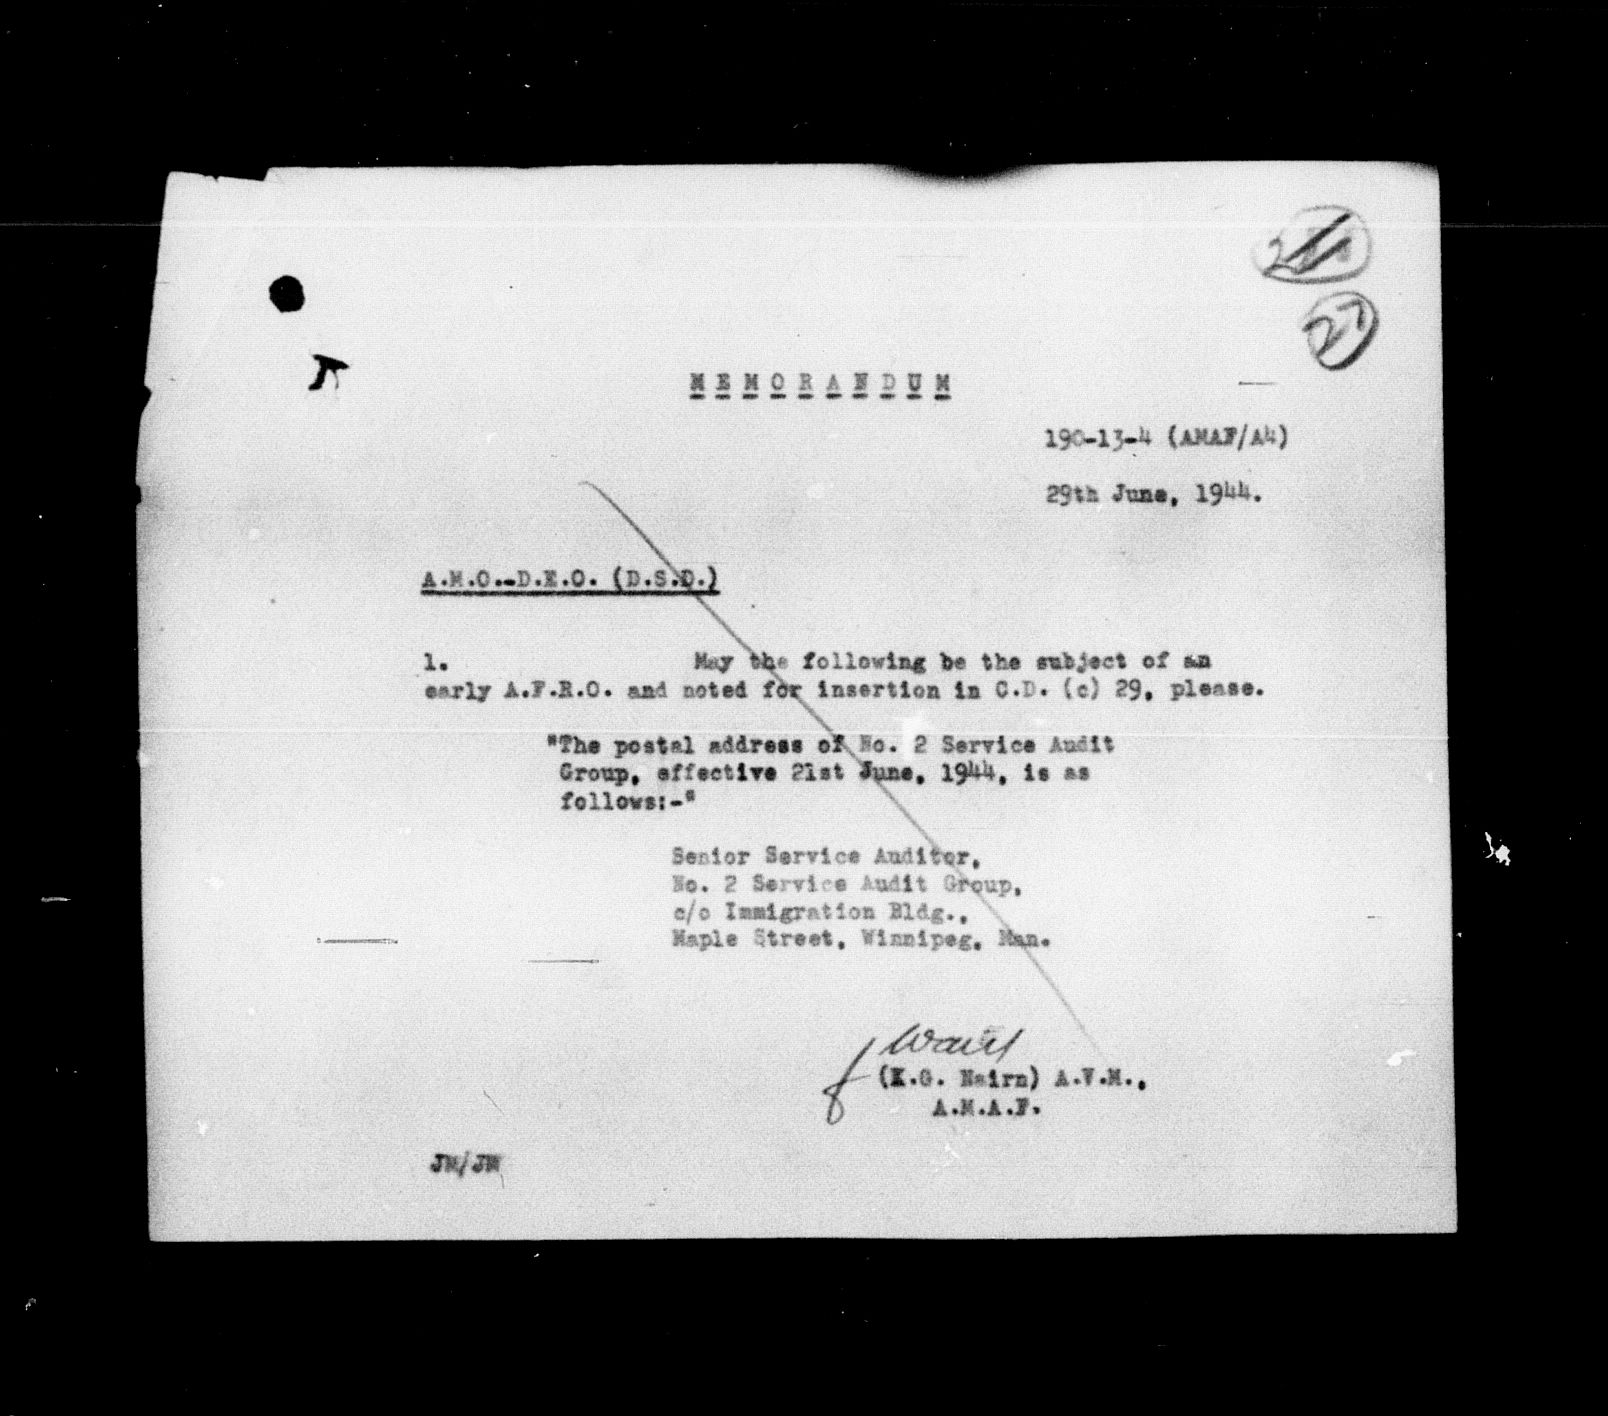 27
M E M O R A N D U M
190-13-4 (AMAF/A4)
29th June, 1944.
A.M.O.-D.E.O. (D.S.D.)
1. May the following be the subject of an
early A.F.R.O. and noted for insertion in C.D. (c) 29, please.
"The postal address of No. 2 Service Audit
Group, effective 21st June, 1944, is as
follows:-"
Senior Service Auditor,
No. 2 Service Audit Group,
c/o Immigration Bldg.,
Maple Street, Winnipeg, Man.
(K.G. Nairn) A.V.M.,
A.M.A.F.
JM/JM